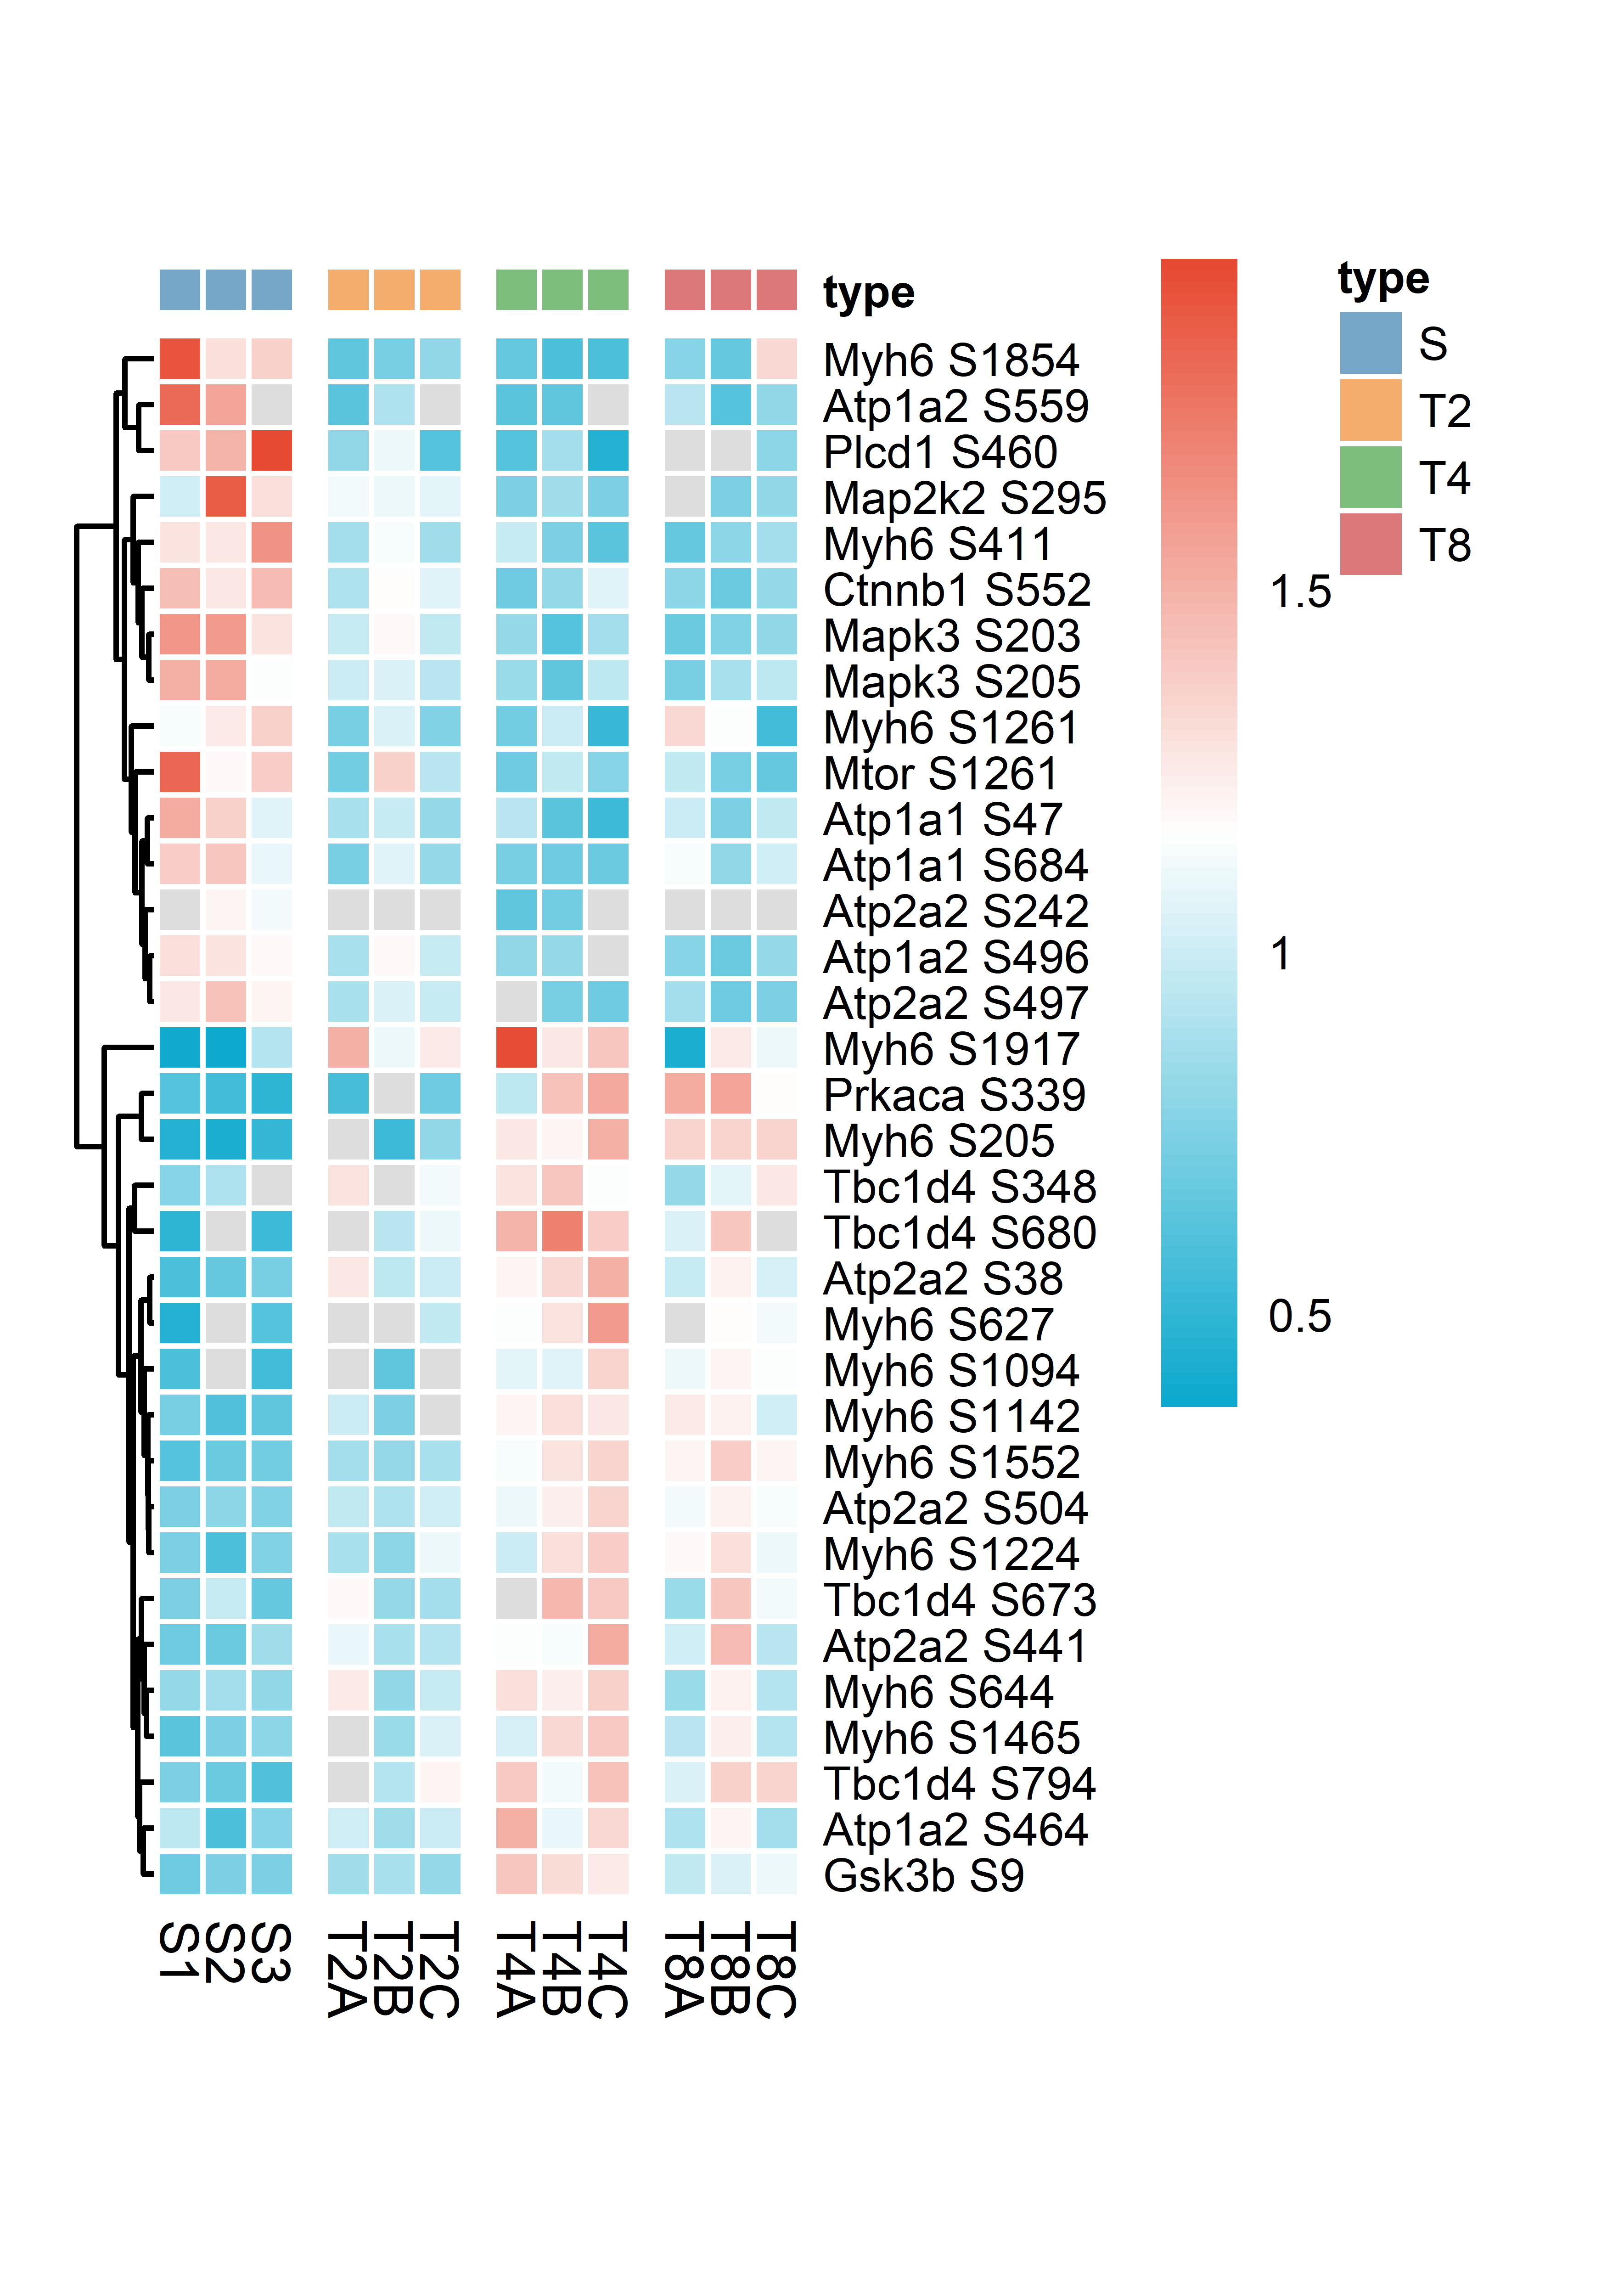 type
Myh6 S1854
Atp1a2 S559
Plcd1 S460
Map2k2 S295
Myh6 S411
Ctnnb1 S552
Mapk3 S203
Mapk3 S205
Myh6 S1261
Mtor S1261
Atp1a1 S47
Atp1a1 S684
Atp2a2 S242
Atp1a2 S496
Atp2a2 S497
Myh6 S1917
Prkaca S339
Myh6 S205
Tbc1d4 S348
Tbc1d4 S680
Atp2a2 S38
Myh6 S627
Myh6 S1094
Myh6 S1142
Myh6 S1552
Atp2a2 S504
Myh6 S1224
Tbc1d4 S673
Atp2a2 S441
Myh6 S644
Myh6 S1465
Tbc1d4 S794
Atp1a2 S464
Gsk3b S9
S1
S2
S3
T2A
T2B
T2C
T4A
T4B
T4C
T8A
T8B
T8C
1.5
1
0.5
type
S
T2
T4
T8